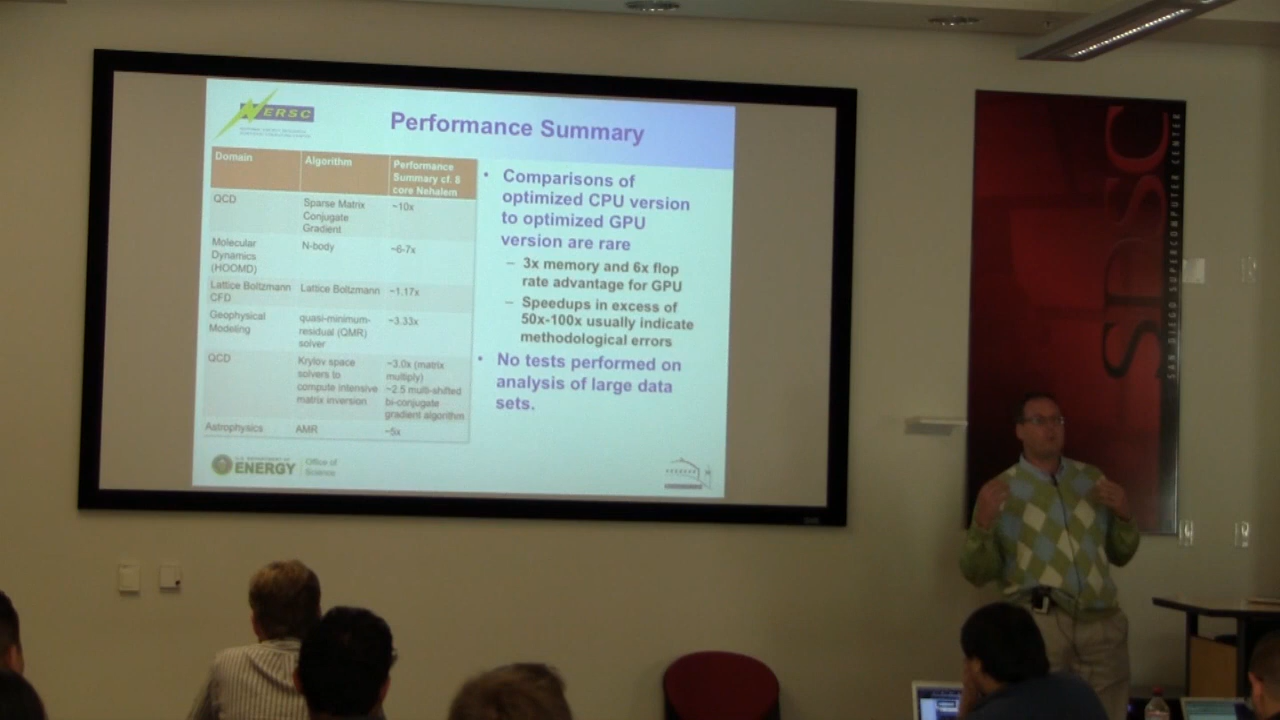 NERSC
Performance Summary
Domain
Algorithm
Performance
Summary cf. 8
core Nehalem
QCD
Sparse Matrix
Conjugate
Gradient
~10x
Molecular
Dynamics
(HOOMD)
N-body
~6-7x
Lattice Boltzmann
CFD
Lattice Boltzmann
~1.17x
Geophysical
Modeling
quasi-minimum-
residual (QMR)
solver
~3.33x
QCD
Krylov space
solvers to
compute intensive
matrix inversion
~3.0x (matrix
multiply)
~2.5 multi-shifted
bi-conjugate
gradient algorithm
Astrophysics
AMR
~5x
• Comparisons of
optimized CPU version
to optimized GPU
version are rare
– 3x memory and 6x flop
rate advantage for GPU
– Speedups in excess of
50x-100x usually indicate
methodological errors
• No tests performed on
analysis of large data
sets.
U.S. DEPARTMENT OF
ENERGY
Office of
Science
SDSC
SAN DIEGO SUPERCOMPUTER CENTER